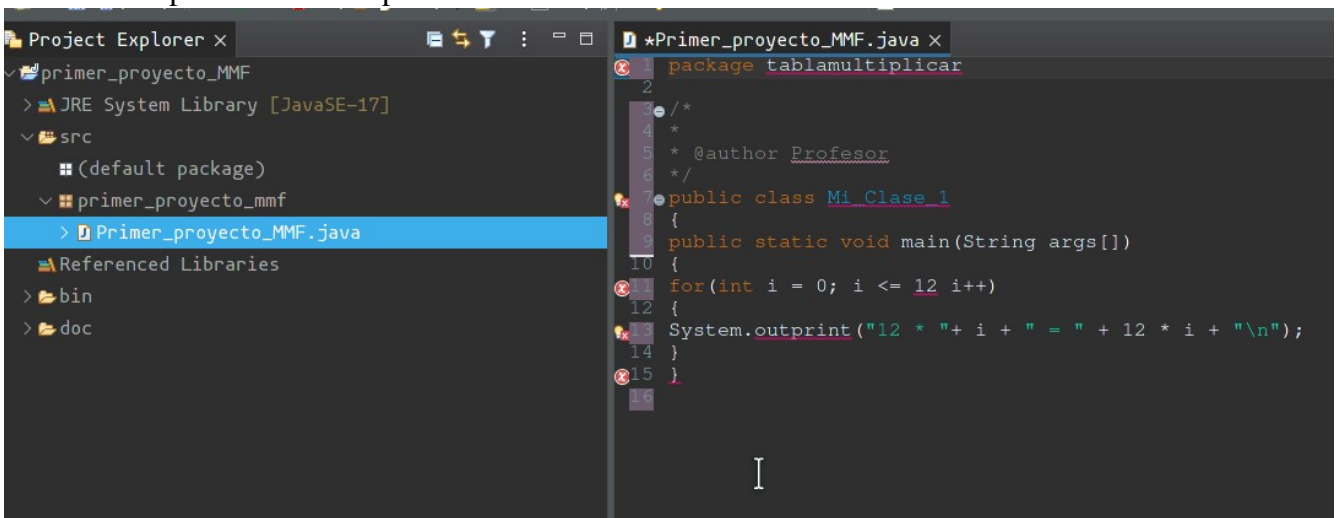 Project Explorer
primer_proyecto_MMF
JRE System Library [JavaSE-17]
src
(default package)
primer_proyecto_mmf
Primer_proyecto_MMF.java
Referenced Libraries
bin
doc
*Primer_proyecto_MMF.java
1 package tablamultiplicar
2
3 /*
4 *
5 * @author Profesor
6 */
7 public class Mi_Clase_1
8 {
9 public static void main(String args[])
10 {
11 for(int i = 0; i <= 12 i++)
12 {
13 System.outprint("12 * "+ i + " = " + 12 * i + "\n");
14 }
15 }
16